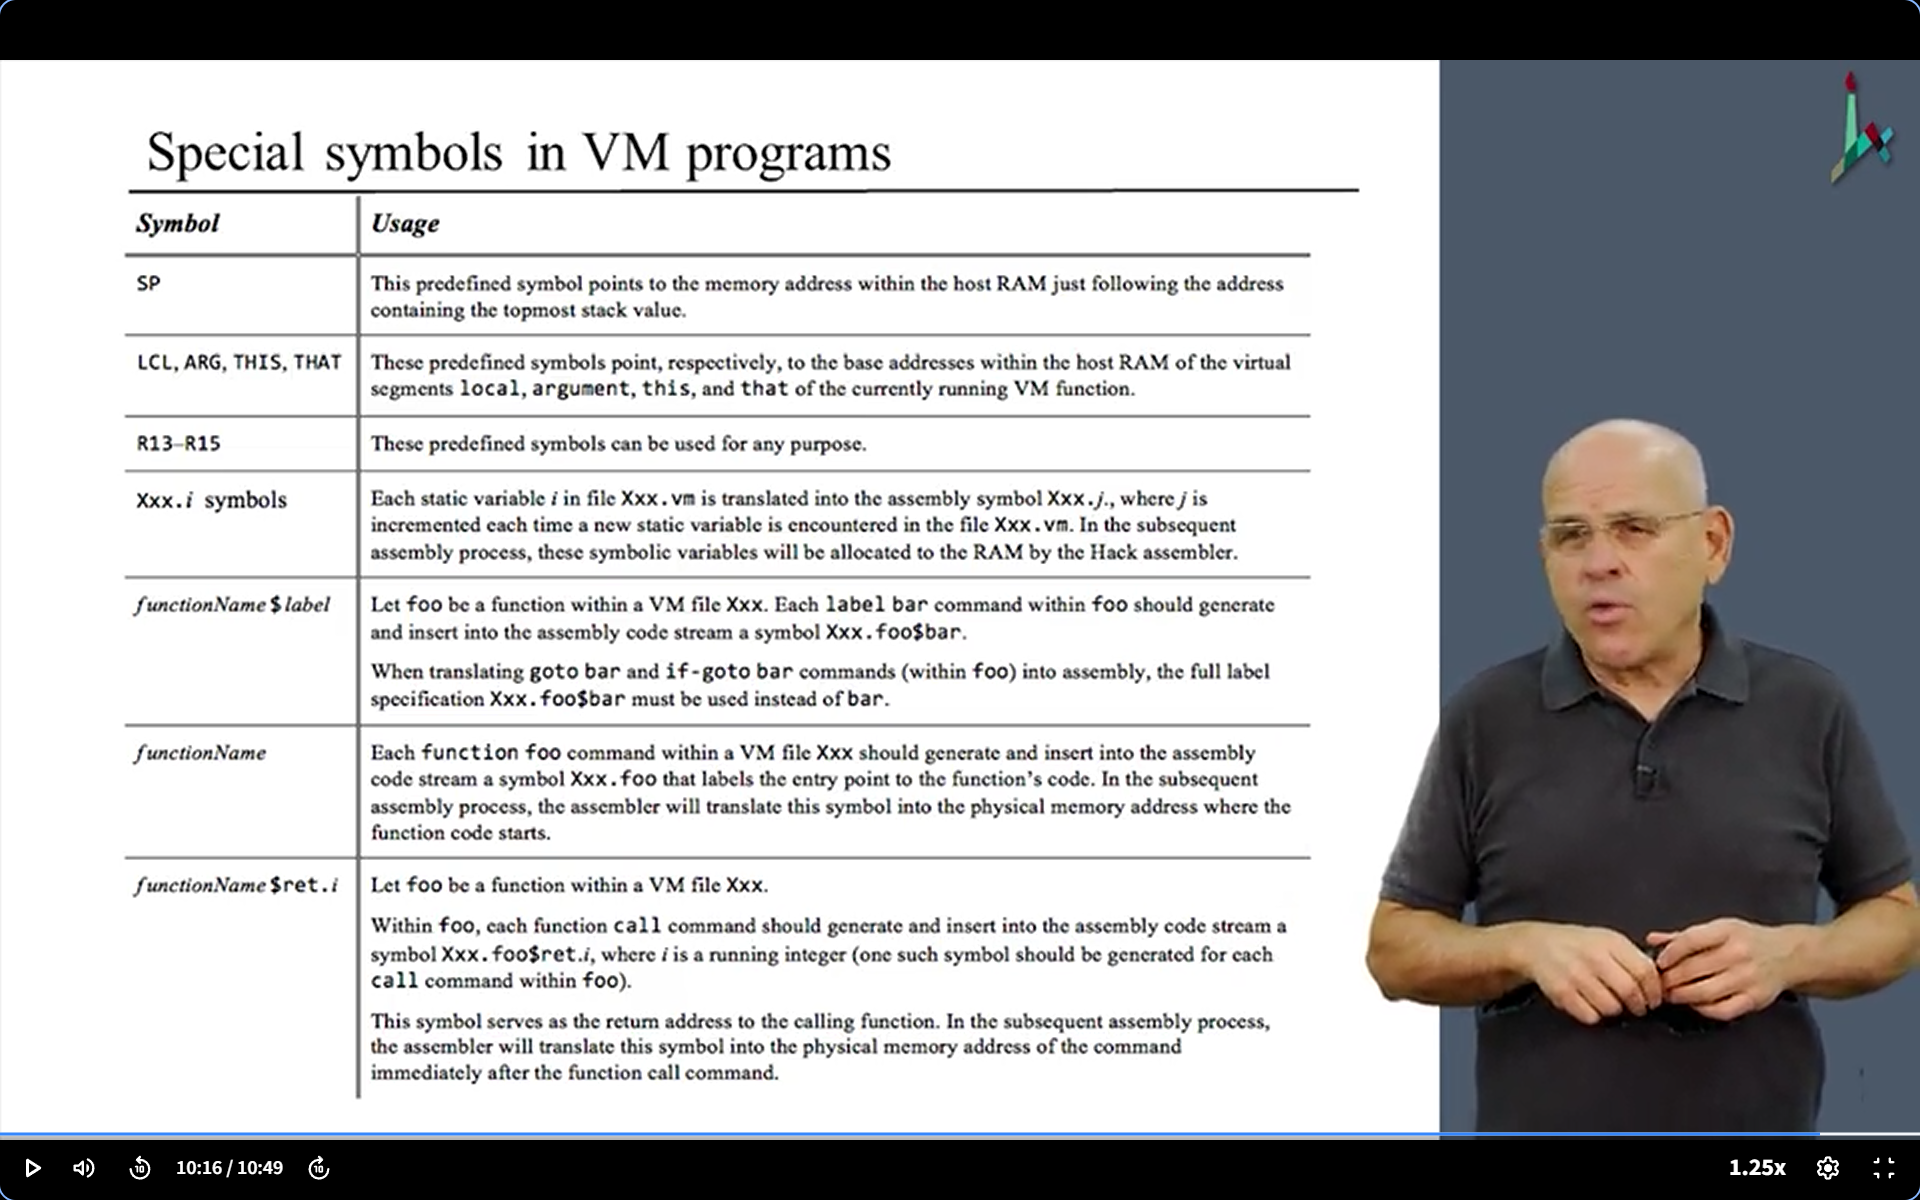 Special symbols in VM programs
Symbol
Usage
SP
This predefined symbol points to the memory address within the host RAM just following the address
containing the topmost stack value.
LCL, ARG, THIS, THAT
These predefined symbols point, respectively, to the base addresses within the host RAM of the virtual
segments local, argument, this, and that of the currently running VM function.
R13–R15
These predefined symbols can be used for any purpose.
Xxx.i symbols
Each static variable i in file Xxx.vm is translated into the assembly symbol Xxx.j., where j is
incremented each time a new static variable is encountered in the file Xxx.vm. In the subsequent
assembly process, these symbolic variables will be allocated to the RAM by the Hack assembler.
functionName$label
Let foo be a function within a VM file Xxx. Each label bar command within foo should generate
and insert into the assembly code stream a symbol Xxx.foo$bar.
When translating goto bar and if-goto bar commands (within foo) into assembly, the full label
specification Xxx.foo$bar must be used instead of bar.
functionName
Each function foo command within a VM file Xxx should generate and insert into the assembly
code stream a symbol Xxx.foo that labels the entry point to the function’s code. In the subsequent
assembly process, the assembler will translate this symbol into the physical memory address where the
function code starts.
functionName$ret.i
Let foo be a function within a VM file Xxx.
Within foo, each function call command should generate and insert into the assembly code stream a
symbol Xxx.foo$ret.i, where i is a running integer (one such symbol should be generated for each
call command within foo).
This symbol serves as the return address to the calling function. In the subsequent assembly process,
the assembler will translate this symbol into the physical memory address of the command
immediately after the function call command.
10
10:16 / 10:49
10
1.25x